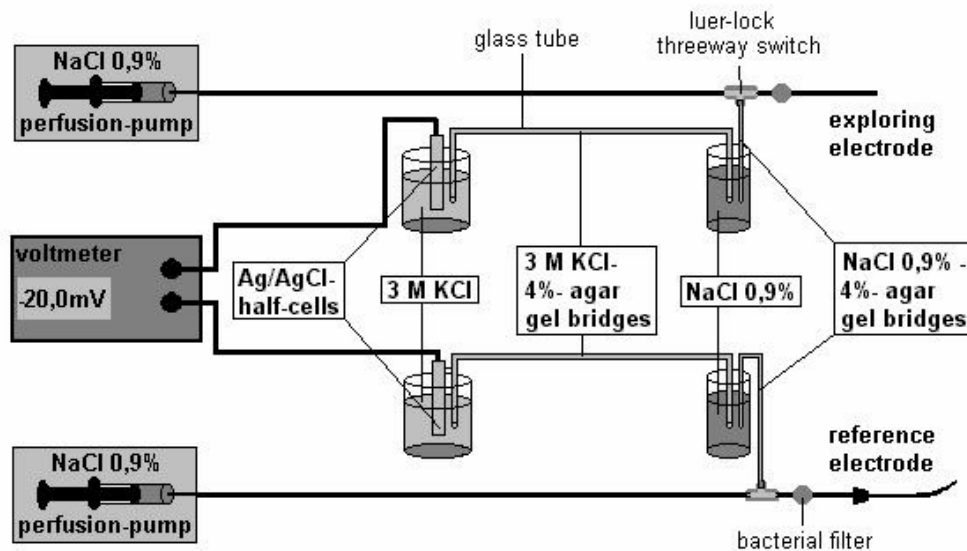 luer-lock
threeway switch
glass tube
NaCl 0,9%
perfusion-pump
exploring
electrode
voltmeter
-20,0mV
Ag/AgCl-
half-cells
3 M KCl
3 M KCl-
4%- agar
gel bridges
NaCl 0,9%
NaCl 0,9% -
4%- agar
gel bridges
NaCl 0,9%
perfusion-pump
reference
electrode
bacterial filter